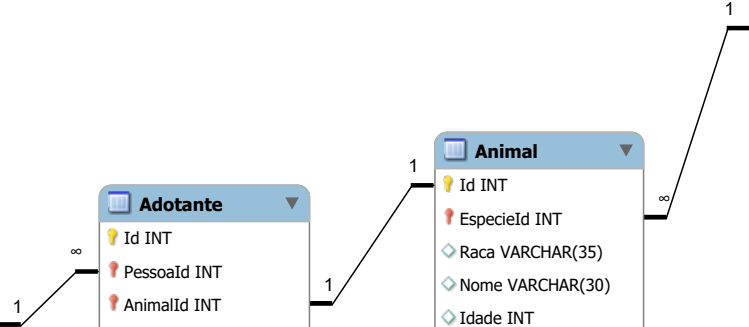 1
1
Animal
Id INT
∞
EspecieId INT
Raca VARCHAR(35)
Nome VARCHAR(30)
Idade INT
Adotante
Id INT
∞
PessoaId INT
1
AnimalId INT
1